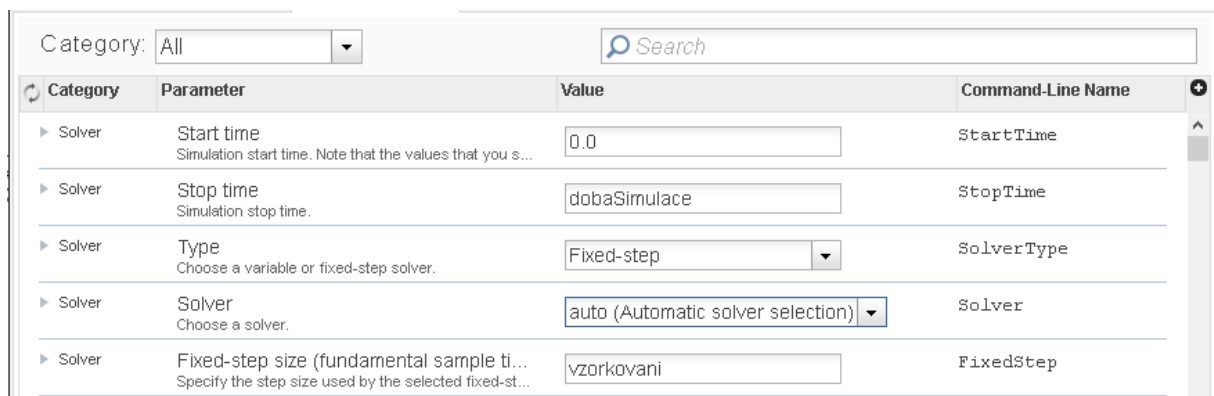 Category: All Search
Category Parameter Value Command-Line Name
Solver Start time 0.0 StartTime
Simulation start time. Note that the values that you s...
Solver Stop time dobaSimulace StopTime
Simulation stop time.
Solver Type Fixed-step SolverType
Choose a variable or fixed-step solver.
Solver Solver auto (Automatic solver selection) Solver
Choose a solver.
Solver Fixed-step size (fundamental sample ti... vzorkovani FixedStep
Specify the step size used by the selected fixed-st...